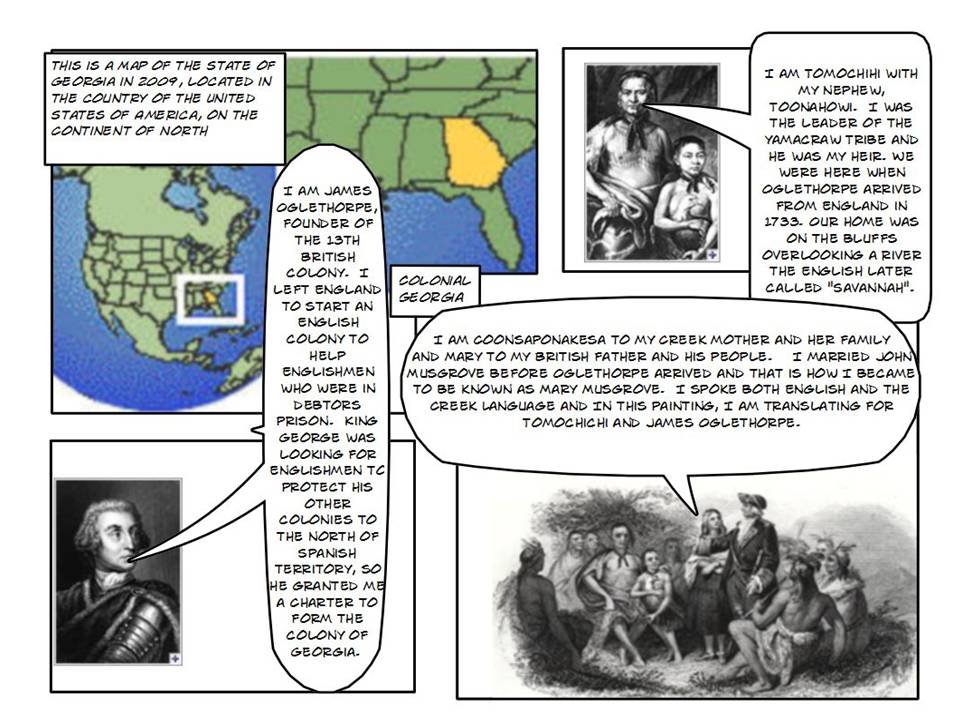 THIS IS A MAP OF THE STATE OF
GEORGIA IN 2009, LOCATED IN
THE COUNTRY OF THE UNITED
STATES OF AMERICA, ON THE
CONTINENT OF NORTH
I AM TOMOCHIHI WITH
MY NEPHEW,
TOONAHOWI. I WAS
THE LEADER OF THE
YAMACRAW TRIBE AND
HE WAS MY HEIR. WE
WERE HERE WHEN
OGLETHORPE ARRIVED
FROM ENGLAND IN
1733. OUR HOME WAS
ON THE BLUFFS
OVERLOOKING A RIVER
THE ENGLISH LATER
CALLED "SAVANNAH".
COLONIAL
GEORGIA
I AM JAMES
OGLETHORPE,
FOUNDER OF
THE 13TH
BRITISH
COLONY. I
LEFT ENGLAND
TO START AN
ENGLISH
COLONY TO
HELP
ENGLISHMEN
WHO WERE IN
DEBTORS
PRISON. KING
GEORGE WAS
LOOKING FOR
ENGLISHMEN TO
PROTECT HIS
OTHER
COLONIES TO
THE NORTH OF
SPANISH
TERRITORY, SO
HE GRANTED ME
A CHARTER TO
FORM THE
COLONY OF
GEORGIA.
I AM COONSAPONAKESA TO MY CREEK MOTHER AND HER FAMILY
AND MARY TO MY BRITISH FATHER AND HIS PEOPLE. I MARRIED JOHN
MUSGROVE BEFORE OGLETHORPE ARRIVED AND THAT IS HOW I BECAME
TO BE KNOWN AS MARY MUSGROVE. I SPOKE BOTH ENGLISH AND THE
CREEK LANGUAGE AND IN THIS PAINTING, I AM TRANSLATING FOR
TOMOCHICHI AND JAMES OGLETHORPE.